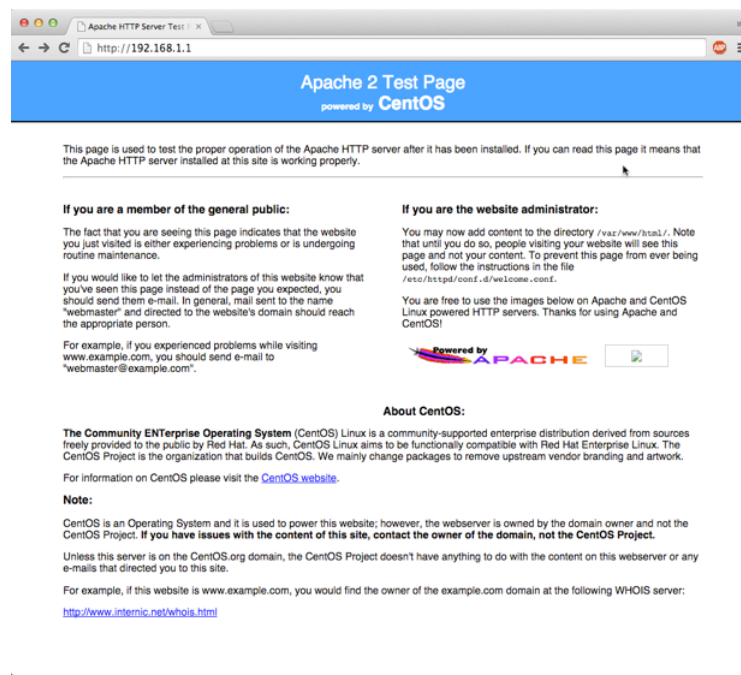 Apache HTTP Server Test P
http://192.168.1.1
ABP
Apache 2 Test Page
powered by CentOS
This page is used to test the proper operation of the Apache HTTP server after it has been installed. If you can read this page it means that
the Apache HTTP server installed at this site is working properly.
If you are a member of the general public:
The fact that you are seeing this page indicates that the website
you just visited is either experiencing problems or is undergoing
routine maintenance.
If you would like to let the administrators of this website know that
you've seen this page instead of the page you expected, you
should send them e-mail. In general, mail sent to the name
"webmaster" and directed to the website's domain should reach
the appropriate person.
For example, if you experienced problems while visiting
www.example.com, you should send e-mail to
"webmaster@example.com".
If you are the website administrator:
You may now add content to the directory /var/www/html/. Note
that until you do so, people visiting your website will see this
page and not your content. To prevent this page from ever being
used, follow the instructions in the file
/etc/httpd/conf.d/welcome.conf.
You are free to use the images below on Apache and CentOS
Linux powered HTTP servers. Thanks for using Apache and
CentOS!
Powered by
APACHE
About CentOS:
The Community ENTerprise Operating System (CentOS) Linux is a community-supported enterprise distribution derived from sources
freely provided to the public by Red Hat. As such, CentOS Linux aims to be functionally compatible with Red Hat Enterprise Linux. The
CentOS Project is the organization that builds CentOS. We mainly change packages to remove upstream vendor branding and artwork.
For information on CentOS please visit the CentOS website.
Note:
CentOS is an Operating System and it is used to power this website; however, the webserver is owned by the domain owner and not the
CentOS Project. If you have issues with the content of this site, contact the owner of the domain, not the CentOS Project.
Unless this server is on the CentOS.org domain, the CentOS Project doesn't have anything to do with the content on this webserver or any
e-mails that directed you to this site.
For example, if this website is www.example.com, you would find the owner of the example.com domain at the following WHOIS server:
http://www.internic.net/whois.html